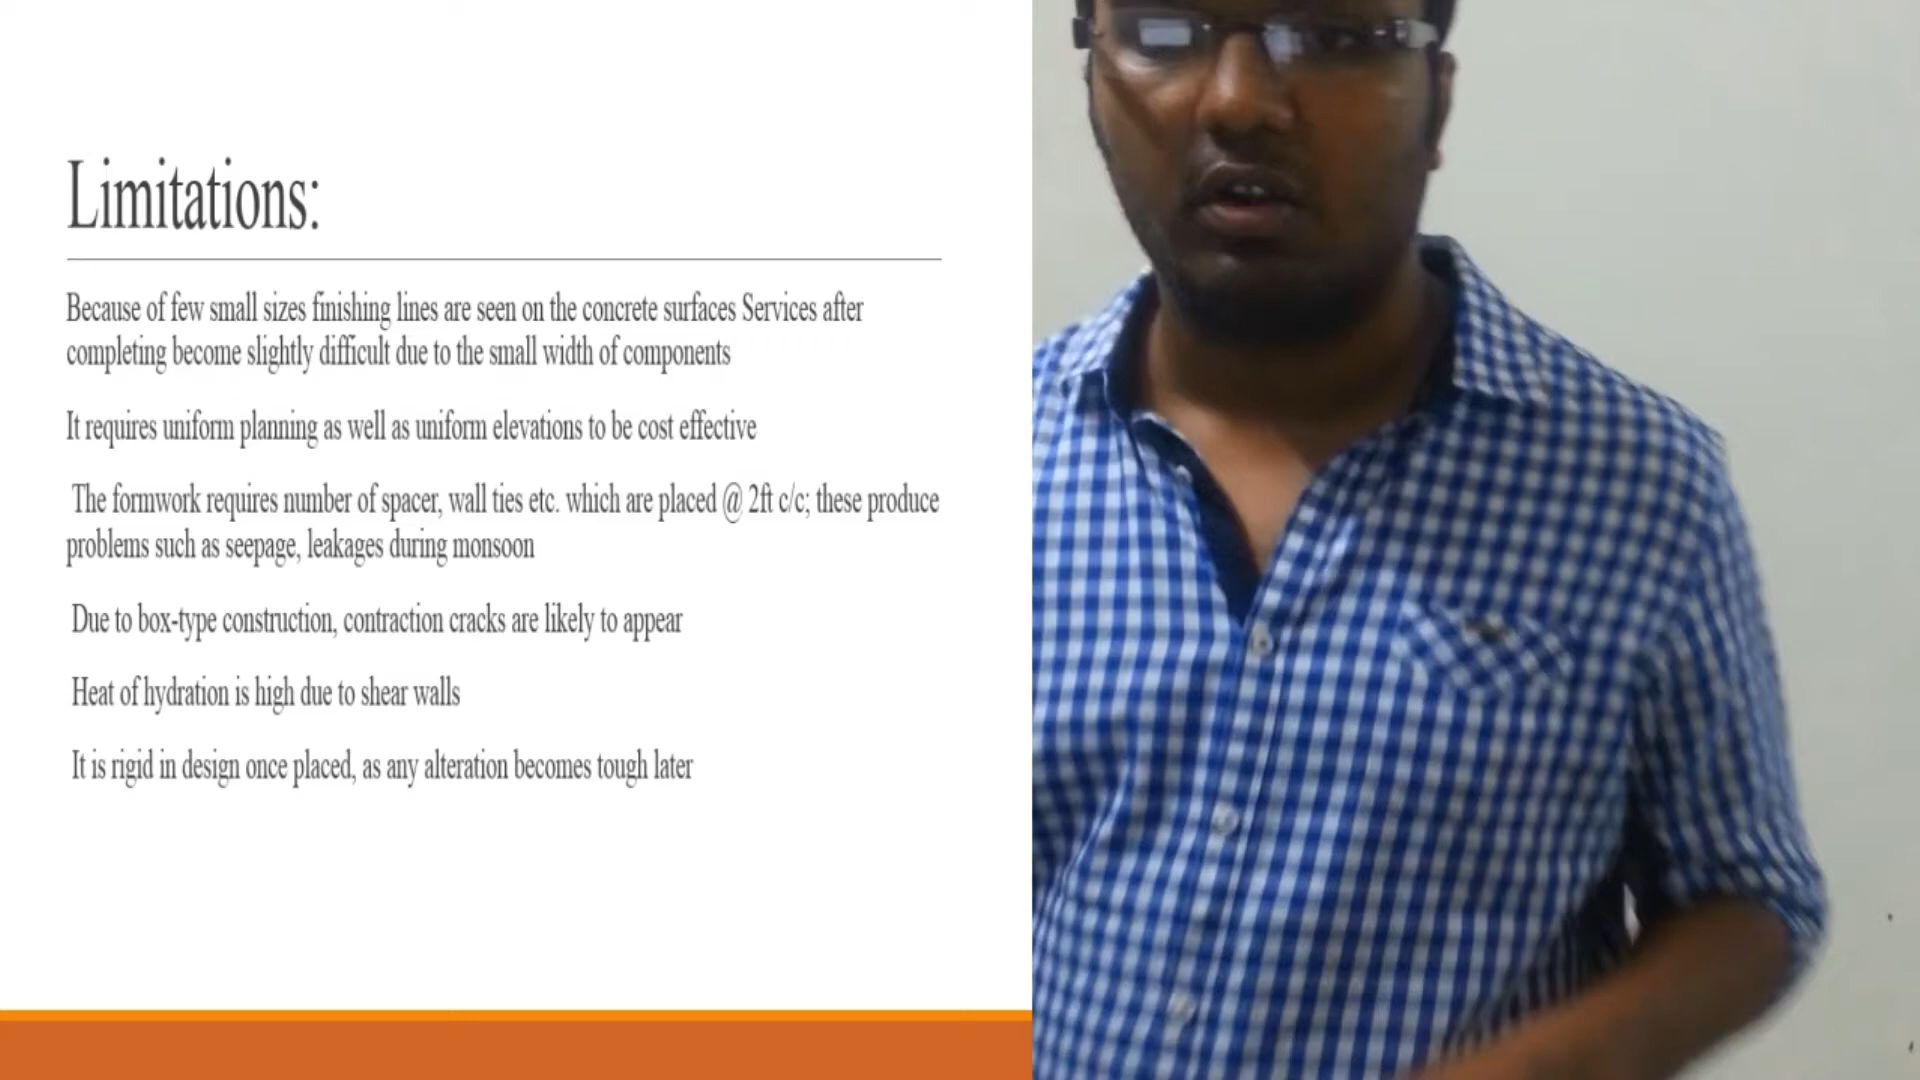 Limitations:
Because of few small sizes finishing lines are seen on the concrete surfaces Services after
completing become slightly difficult due to the small width of components
It requires uniform planning as well as uniform elevations to be cost effective
The formwork requires number of spacer, wall ties etc. which are placed @ 2ft c/c; these produce
problems such as seepage, leakages during monsoon
Due to box-type construction, contraction cracks are likely to appear
Heat of hydration is high due to shear walls
It is rigid in design once placed, as any alteration becomes tough later